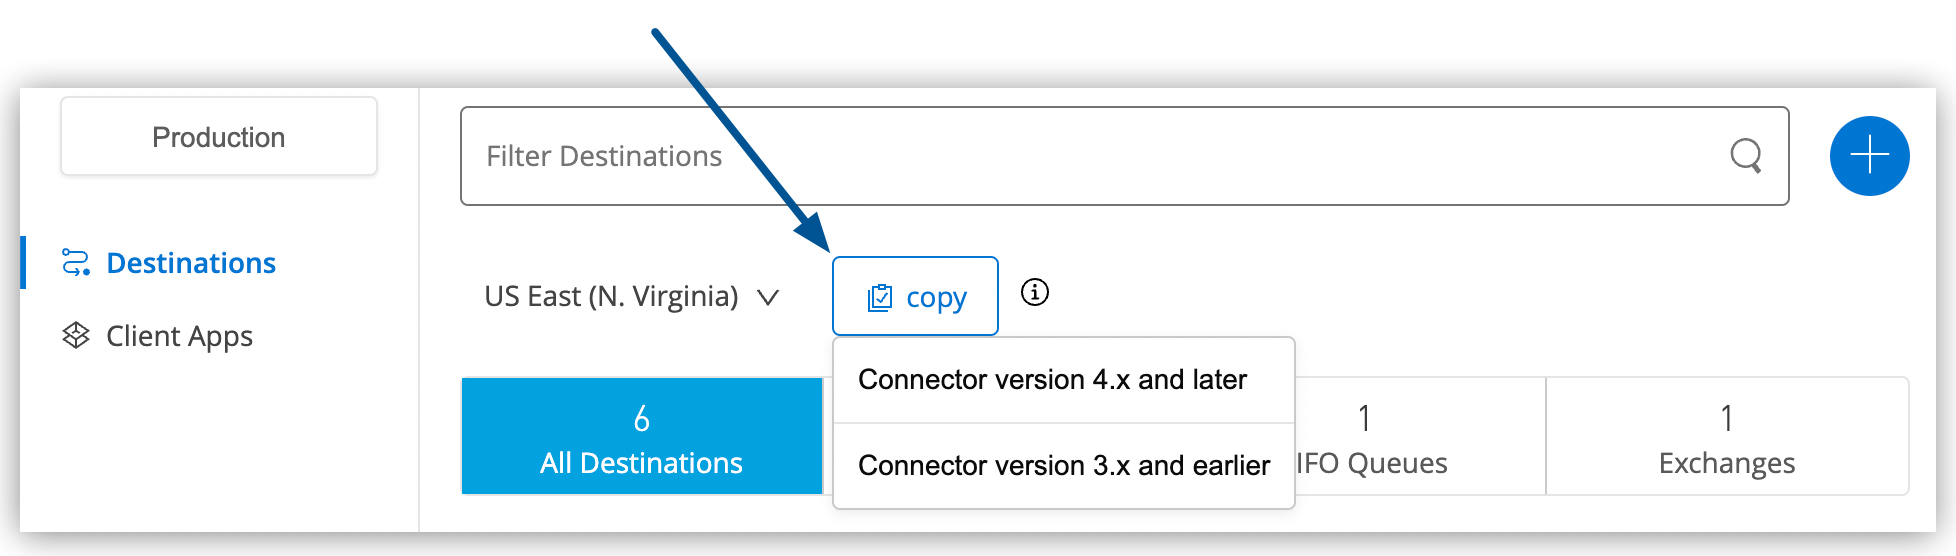 Production
Filter Destinations
Destinations
Client Apps
US East (N. Virginia)
copy
Connector version 4.x and later
Connector version 3.x and earlier
6
All Destinations
1
IFO Queues
1
Exchanges